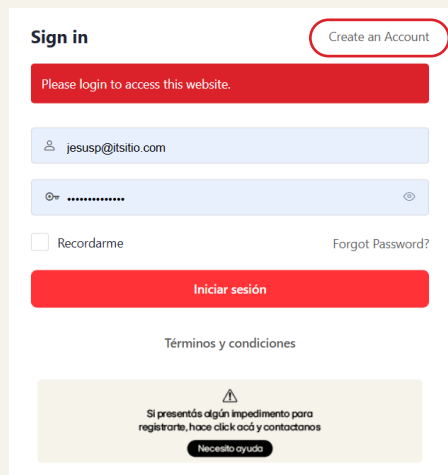 Sign in
Create an Account
Please login to access this website.
jesusp@itsitio.com
••••••••••••••
Recordarme
Forgot Password?
Iniciar sesión
Términos y condiciones
Si presentás algún impedimento para
registrarte, hace click acá y contactanos
Necesito ayuda